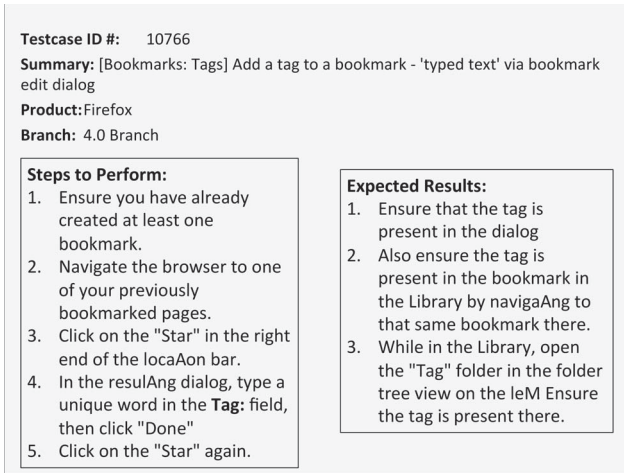 Testcase ID #: 10766
Summary: [Bookmarks: Tags] Add a tag to a bookmark - 'typed text' via bookmark
edit dialog
Product:Firefox
Branch: 4.0 Branch
Steps to Perform:
1. Ensure you have already
created at least one
bookmark.
2. Navigate the browser to one
of your previously
bookmarked pages.
3. Click on the "Star" in the right
end of the locaAon bar.
4. In the resulAng dialog, type a
unique word in the Tag: field,
then click "Done"
5. Click on the "Star" again.
Expected Results:
1. Ensure that the tag is
present in the dialog
2. Also ensure the tag is
present in the bookmark in
the Library by navigaAng to
that same bookmark there.
3. While in the Library, open
the "Tag" folder in the folder
tree view on the leM Ensure
the tag is present there.